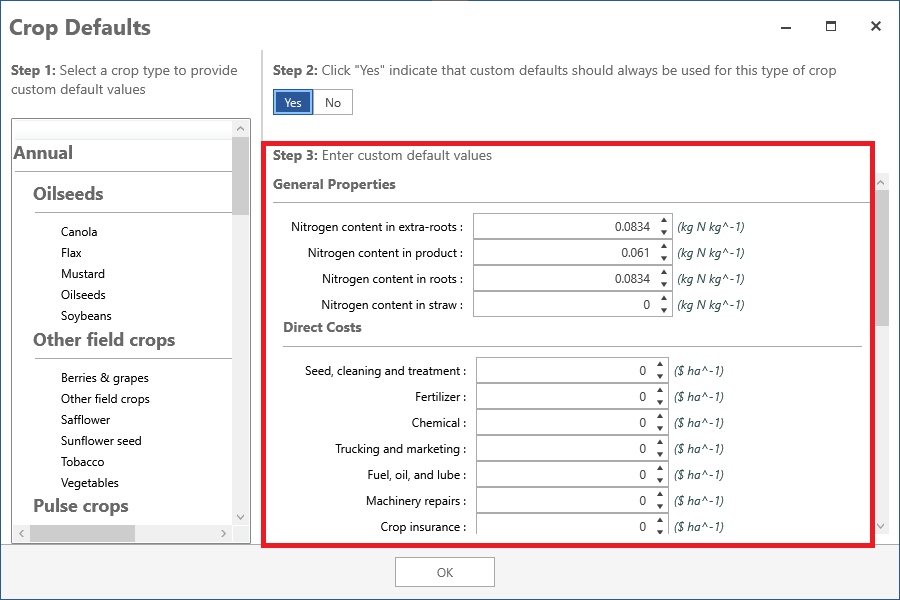 Crop Defaults
Step 1: Select a crop type to provide
custom default values
Annual
Oilseeds
Canola
Flax
Mustard
Oilseeds
Soybeans
Other field crops
Berries & grapes
Other field crops
Safflower
Sunflower seed
Tobacco
Vegetables
Pulse crops
Step 2: Click "Yes" indicate that custom defaults should always be used for this type of crop
Yes No
Step 3: Enter custom default values
General Properties
Nitrogen content in extra-roots : 0.0834 (kg N kg^-1)
Nitrogen content in product : 0.061 (kg N kg^-1)
Nitrogen content in roots : 0.0834 (kg N kg^-1)
Nitrogen content in straw : 0 (kg N kg^-1)
Direct Costs
Seed, cleaning and treatment : 0 ($ ha^-1)
Fertilizer : 0 ($ ha^-1)
Chemical : 0 ($ ha^-1)
Trucking and marketing : 0 ($ ha^-1)
Fuel, oil, and lube : 0 ($ ha^-1)
Machinery repairs : 0 ($ ha^-1)
Crop insurance : 0 ($ ha^-1)
OK